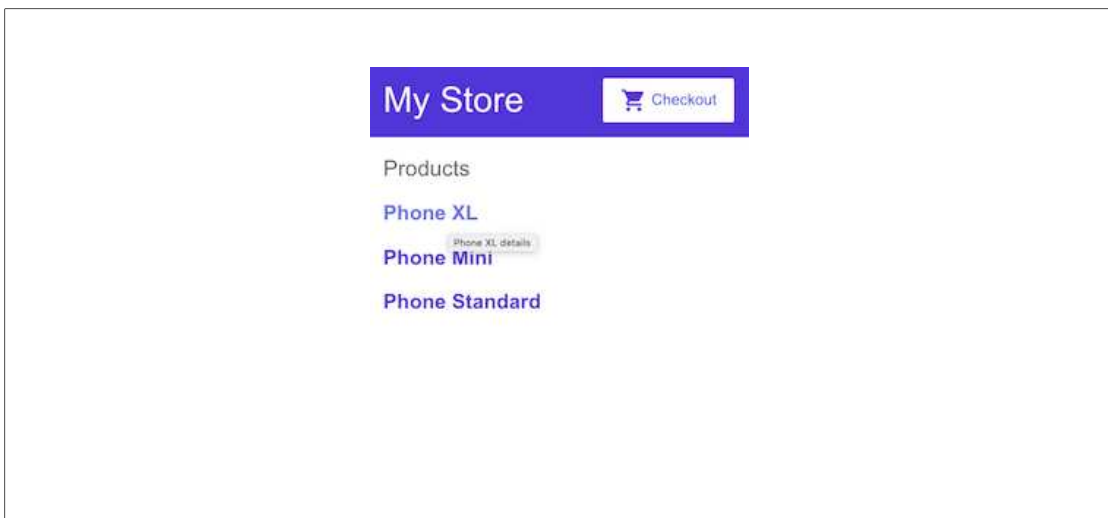 My Store
Checkout
Products
Phone XL
Phone XL details
Phone Mini
Phone Standard